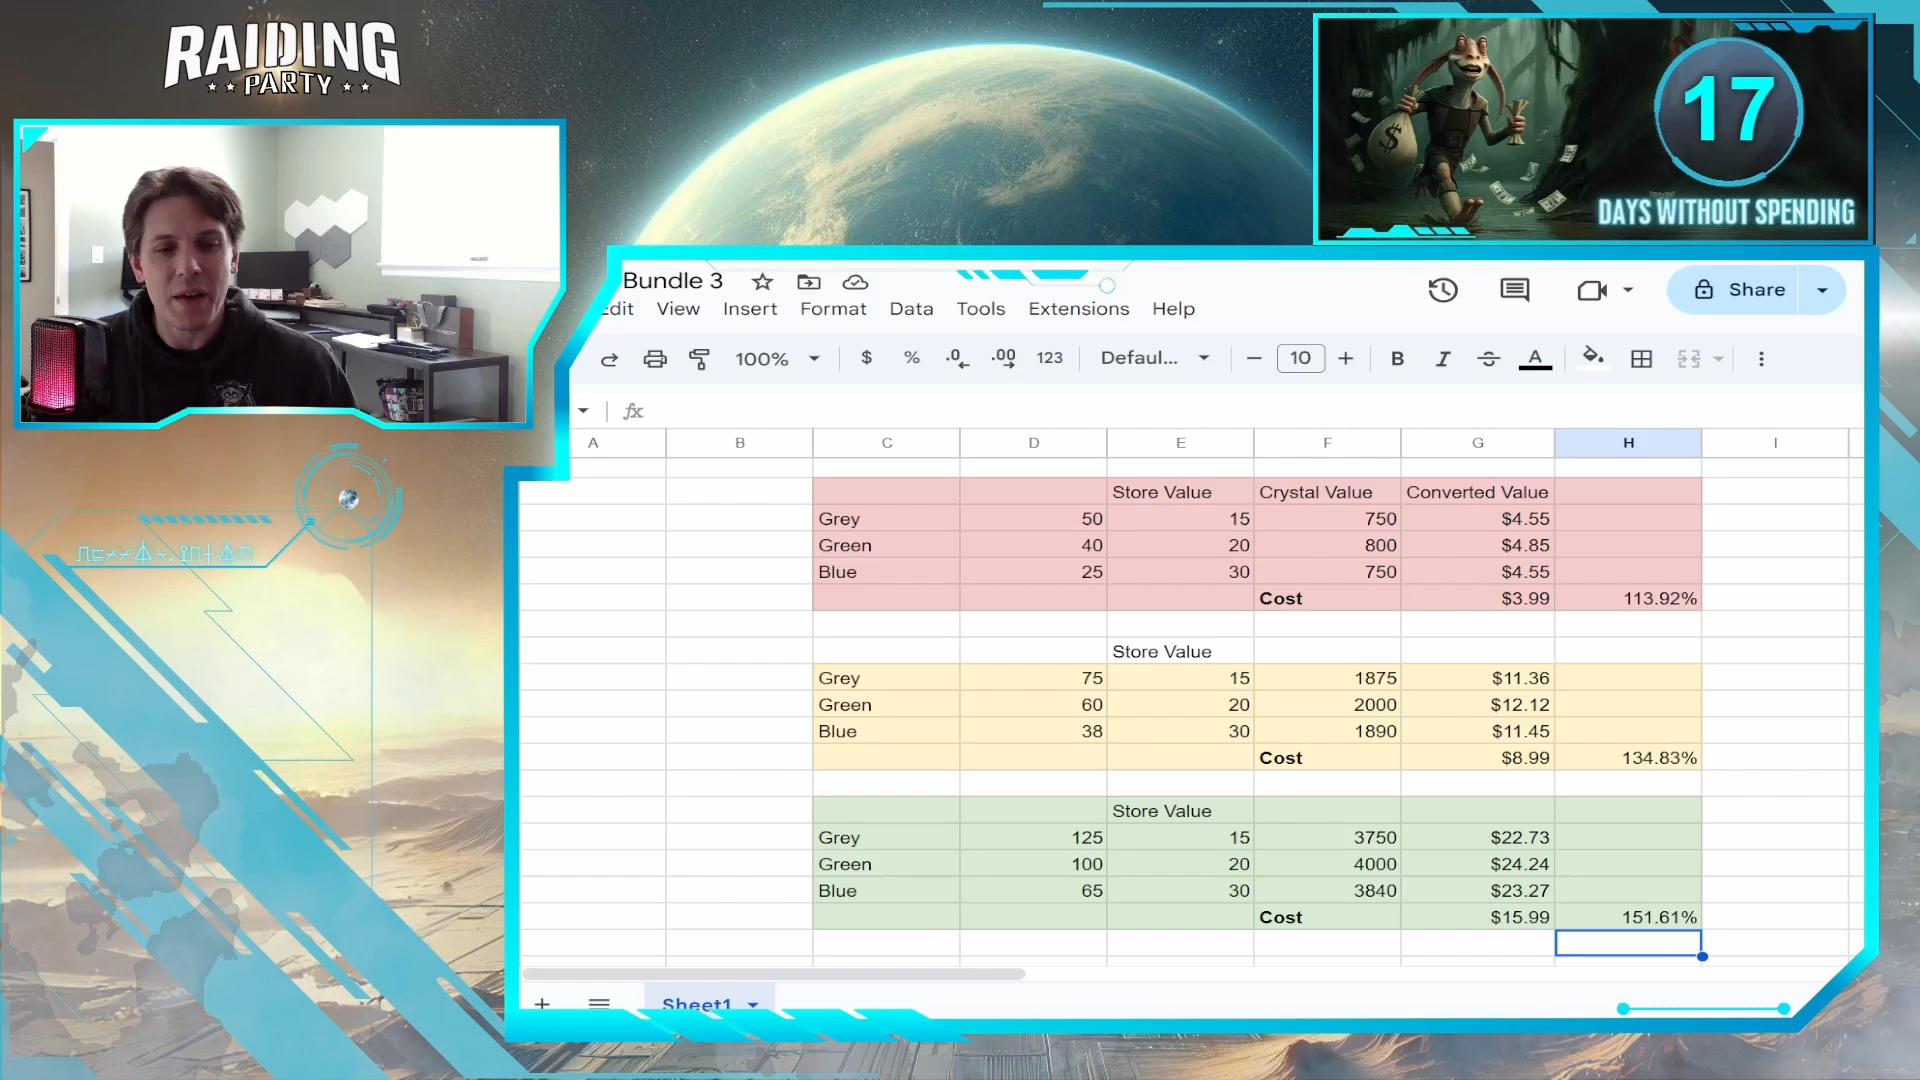 RAIDING
PARTY
17
DAYS WITHOUT SPENDING
$
Bundle 3
Share
Edit View Insert Format Data Tools Extensions Help
100% $ % .0 .00 123 Defaul... 10 B I A
fx
A B C D E F G H I
Store Value Crystal Value Converted Value
Grey 50 15 750 $4.55
Green 40 20 800 $4.85
Blue 25 30 750 $4.55
Cost $3.99 113.92%
Store Value
Grey 75 15 1875 $11.36
Green 60 20 2000 $12.12
Blue 38 30 1890 $11.45
Cost $8.99 134.83%
Store Value
Grey 125 15 3750 $22.73
Green 100 20 4000 $24.24
Blue 65 30 3840 $23.27
Cost $15.99 151.61%
Sheet1